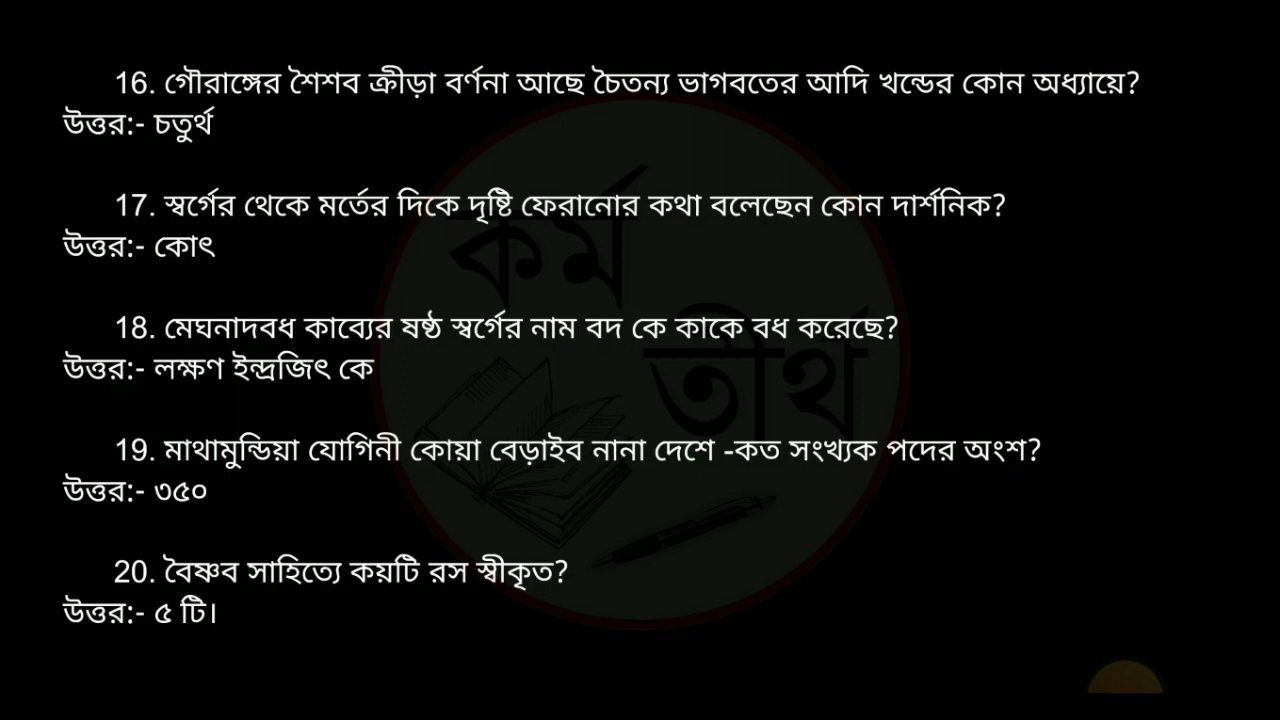 16. গৌরাঙ্গের শৈশব ক্রীড়া বর্ণনা আছে চৈতন্য ভাগবতের আদি খন্ডের কোন অধ্যায়ে?
উত্তর:- চতুর্থ
17. স্বর্গের থেকে মর্তের দিকে দৃষ্টি ফেরানোর কথা বলেছেন কোন দার্শনিক?
উত্তর:- কোৎ
18. মেঘনাদবধ কাব্যের ষষ্ঠ স্বর্গের নাম বদ কে কাকে বধ করেছে?
উত্তর:- লক্ষণ ইন্দ্রজিৎ কে
19. মাথামুন্ডিয়া যোগিনী কোয়া বেড়াইব নানা দেশে -কত সংখ্যক পদের অংশ?
উত্তর:- ৩৫০
20. বৈষ্ণব সাহিত্যে কয়টি রস স্বীকৃত?
উত্তর:- ৫ টি।
কর্ম
তীর্থ